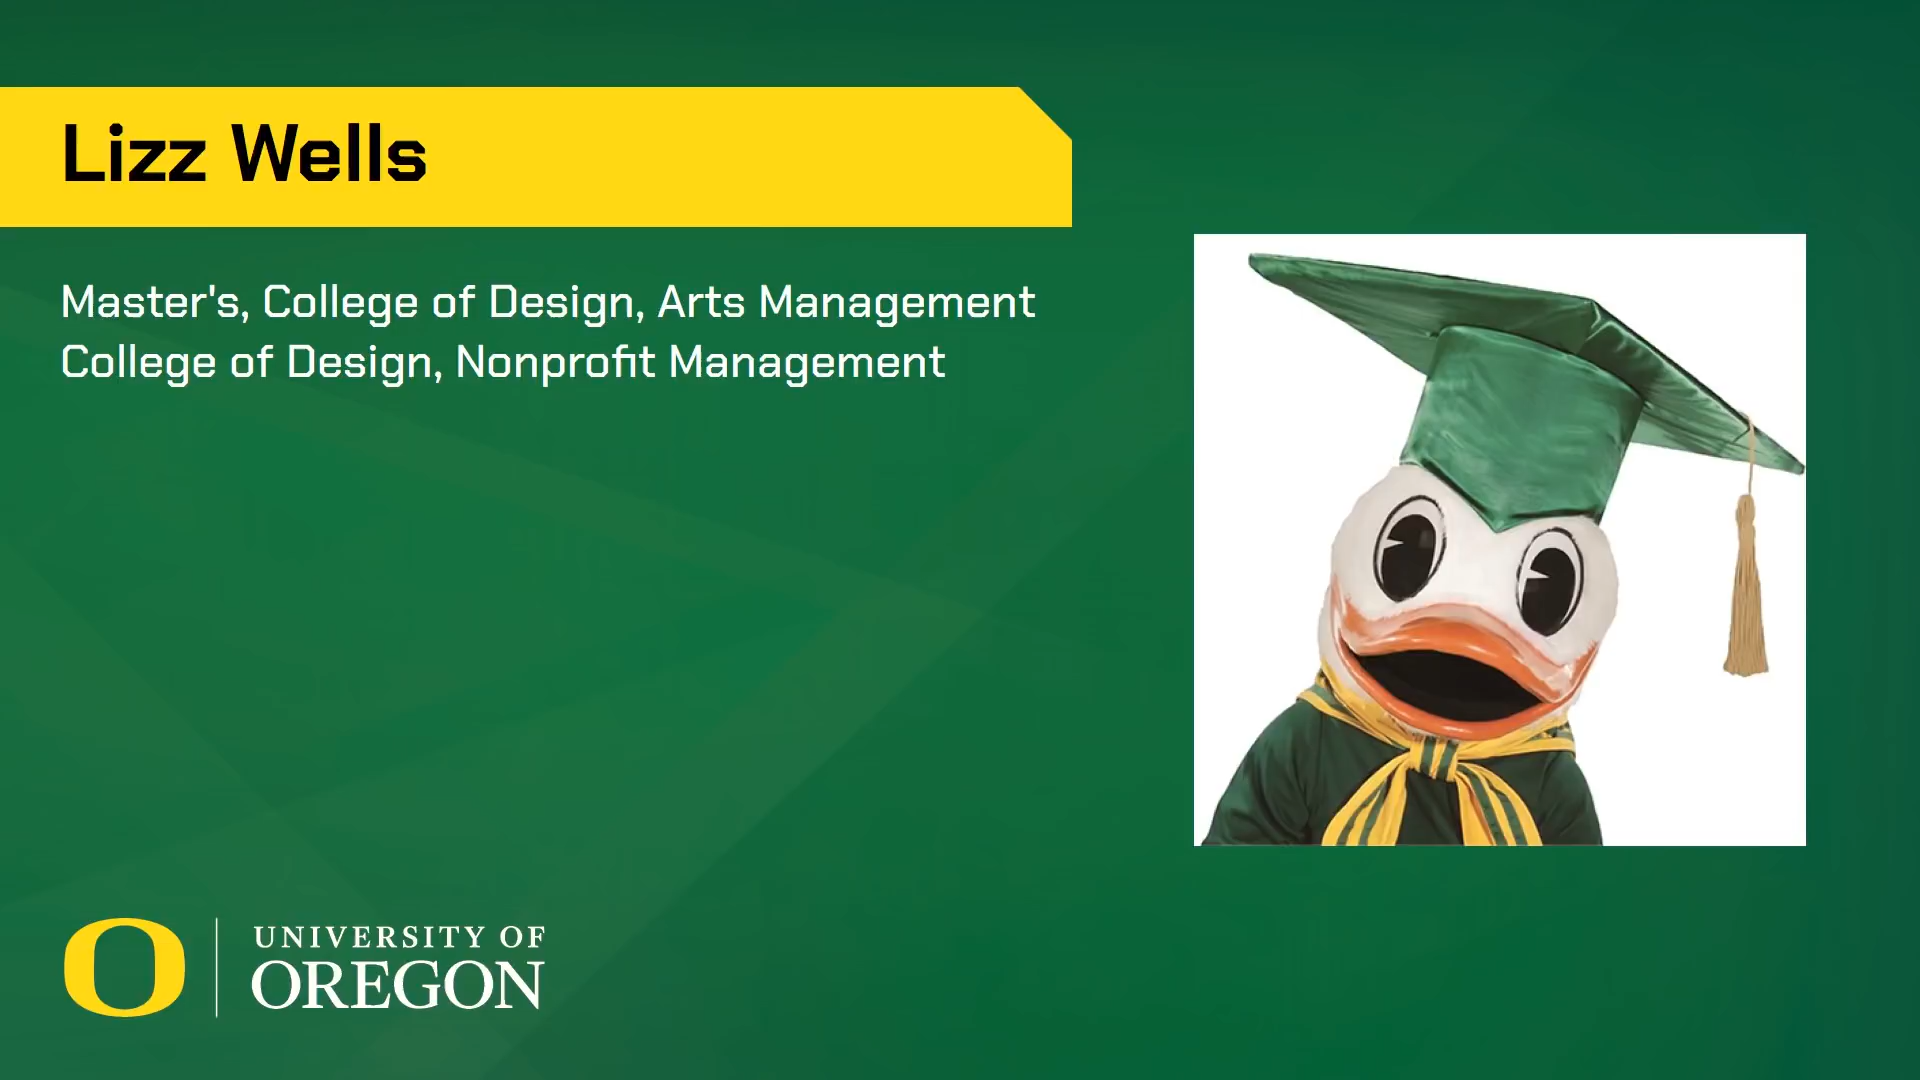 Lizz Wells
Master's, College of Design, Arts Management
College of Design, Nonprofit Management
O
UNIVERSITY OF
OREGON